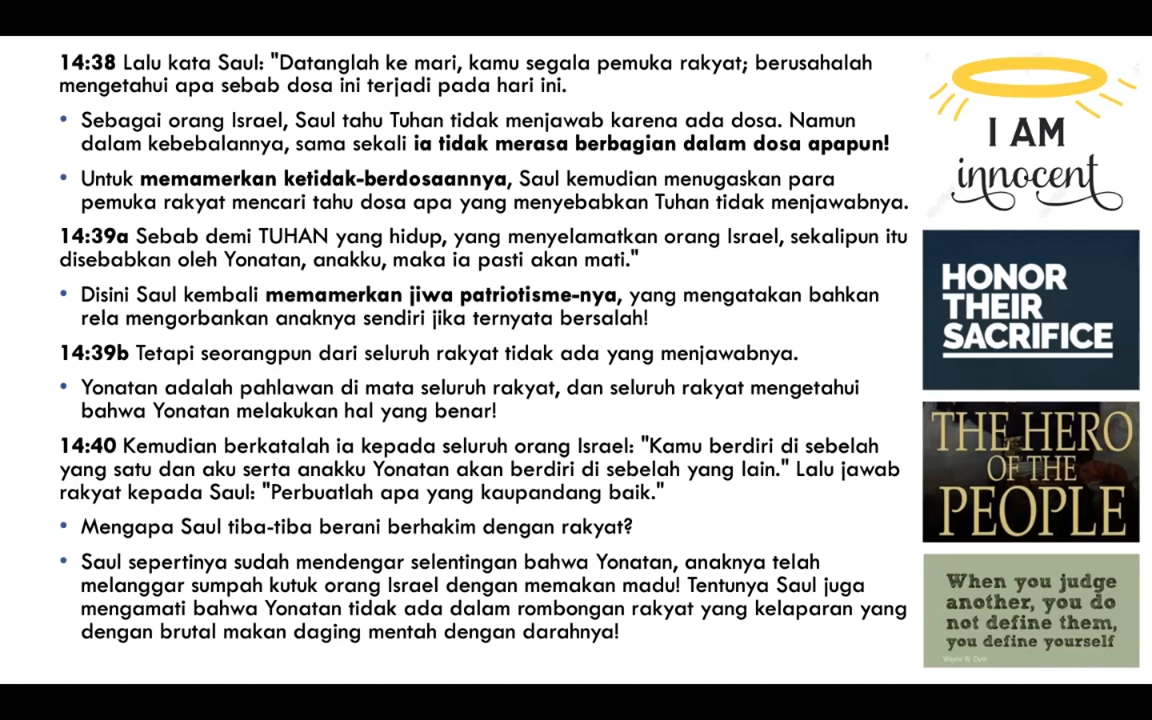 14:38 Lalu kata Saul: "Datanglah ke mari, kamu segala pemuka rakyat; berusahalah
mengetahui apa sebab dosa ini terjadi pada hari ini.
• Sebagai orang Israel, Saul tahu Tuhan tidak menjawab karena ada dosa. Namun
dalam kebebalannya, sama sekali ia tidak merasa berbagian dalam dosa apapun!
• Untuk memamerkan ketidak-berdosaannya, Saul kemudian menugaskan para
pemuka rakyat mencari tahu dosa apa yang menyebabkan Tuhan tidak menjawabnya.
14:39a Sebab demi TUHAN yang hidup, yang menyelamatkan orang Israel, sekalipun itu
disebabkan oleh Yonatan, anakku, maka ia pasti akan mati."
• Disini Saul kembali memamerkan jiwa patriotisme-nya, yang mengatakan bahkan
rela mengorbankan anaknya sendiri jika ternyata bersalah!
14:39b Tetapi seorangpun dari seluruh rakyat tidak ada yang menjawabnya.
• Yonatan adalah pahlawan di mata seluruh rakyat, dan seluruh rakyat mengetahui
bahwa Yonatan melakukan hal yang benar!
14:40 Kemudian berkatalah ia kepada seluruh orang Israel: "Kamu berdiri di sebelah
yang satu dan aku serta anakku Yonatan akan berdiri di sebelah yang lain." Lalu jawab
rakyat kepada Saul: "Perbuatlah apa yang kaupandang baik."
• Mengapa Saul tiba-tiba berani berhakim dengan rakyat?
• Saul sepertinya sudah mendengar selentingan bahwa Yonatan, anaknya telah
melanggar sumpah kutuk orang Israel dengan memakan madu! Tentunya Saul juga
mengamati bahwa Yonatan tidak ada dalam rombongan rakyat yang kelaparan yang
dengan brutal makan daging mentah dengan darahnya!
I AM
innocent
HONOR
THEIR
SACRIFICE
THE HERO
OF THE
PEOPLE
When you judge
another, you do
not define them,
you define yourself
Wayne W. Dyer